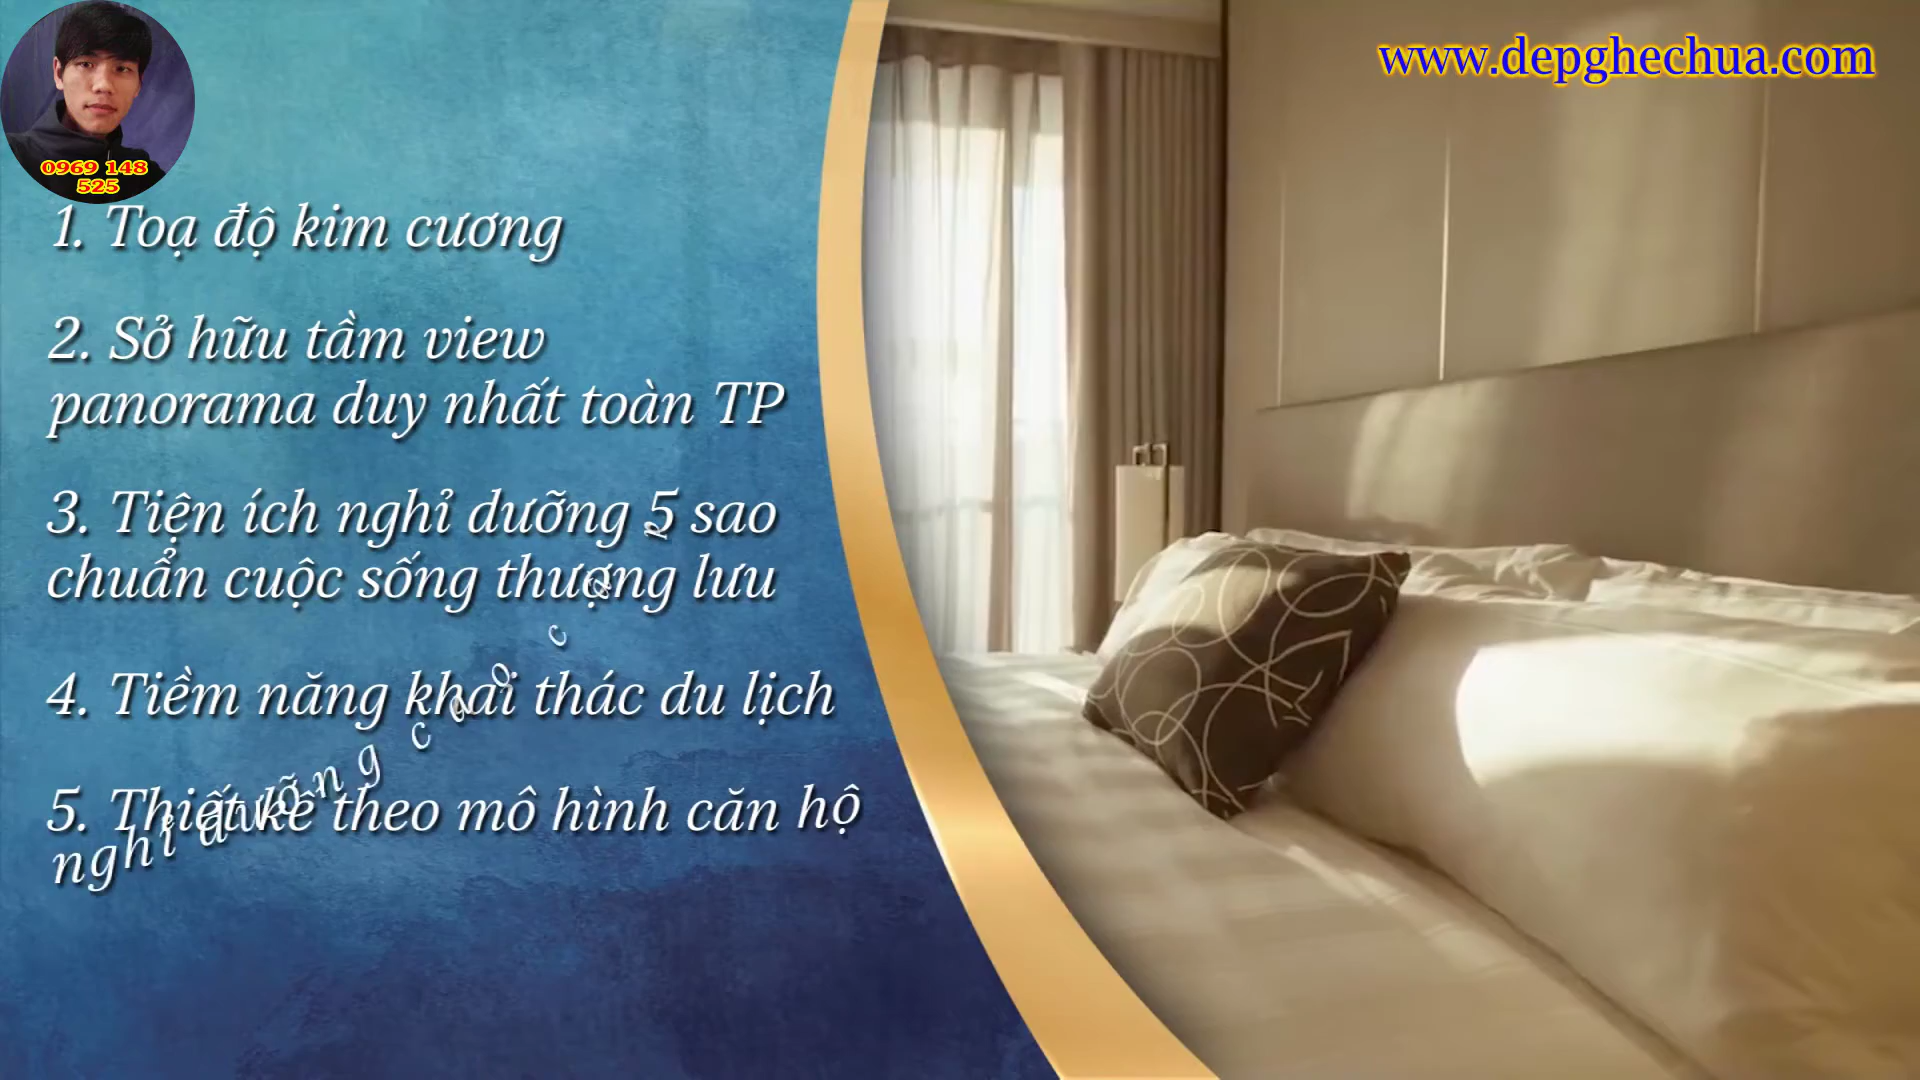 www.depghechua.com
0969 148
525
1. Toạ độ kim cương
2. Sở hữu tầm view
panorama duy nhất toàn TP
3. Tiện ích nghỉ dưỡng 5 sao
chuẩn cuộc sống thượng lưu
4. Tiềm năng khai thác du lịch
5. Thiết kế theo mô hình căn hộ
nghỉ dưỡng cao c